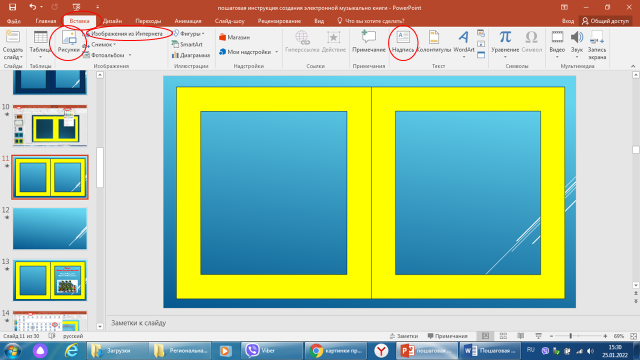 пошаговая инструкция создания электронной музыкально книги - PowerPoint
Файл Главная Вставка Дизайн Переходы Анимация Слайд-шоу Рецензирование Вид Что вы хотите сделать? Общий доступ
Создать слайд
Таблица
Рисунки
Изображения из Интернета
Снимок
Фотоальбом
Фигуры
SmartArt
Диаграмма
Магазин
Мои надстройки
Гиперссылка Действие
Примечание
Надпись
Колонтитулы
WordArt
Уравнение Символ
Видео Звук Запись экрана
Слайды Таблицы Изображения Иллюстрации Надстройки Ссылки Примечания Текст Символы Мультимедиа
10
11
12
13
14
Заметки к слайду
Слайд 11 из 30 русский Заметки Примечания 69%
Загрузки Региональна... Viber картинки пр... пошаговая ... Пошаговая ... RU 15:30
25.01.2022